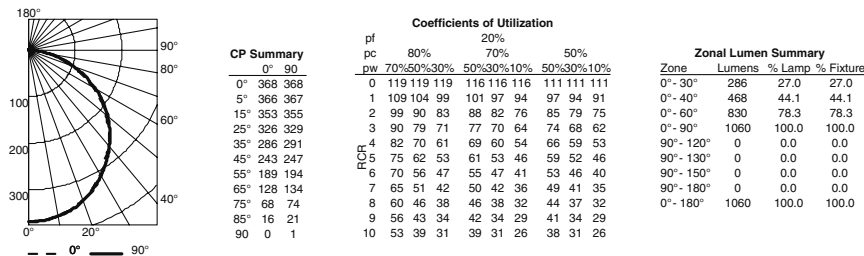 180°
90°
80°
100
60°
200
300
40°
0°
20°
0°
90°
CP Summary
0° 90
0° 368 368
5° 366 367
15° 353 355
25° 326 329
35° 286 291
45° 243 247
55° 189 194
65° 128 134
75° 68 74
85° 16 21
90 0 1
Coefficients of Utilization
pf 20%
pc 80% 70% 50%
pw 70%50%30% 50%30%10% 50%30%10%
RCR
0 119 119 119 116 116 116 111 111 111
1 109 104 99 101 97 94 97 94 91
2 99 90 83 88 82 76 85 79 75
3 90 79 71 77 70 64 74 68 62
4 82 70 61 69 60 54 66 59 53
5 75 62 53 61 53 46 59 52 46
6 70 56 47 55 47 41 53 46 40
7 65 51 42 50 42 36 49 41 35
8 60 46 38 46 38 32 44 37 32
9 56 43 34 42 34 29 41 34 29
10 53 39 31 39 31 26 38 31 26
Zonal Lumen Summary
Zone Lumens % Lamp % Fixture
0°- 30° 286 27.0 27.0
0°- 40° 468 44.1 44.1
0°- 60° 830 78.3 78.3
0°- 90° 1060 100.0 100.0
90°- 120° 0 0.0 0.0
90°- 130° 0 0.0 0.0
90°- 150° 0 0.0 0.0
90°- 180° 0 0.0 0.0
0°- 180° 1060 100.0 100.0